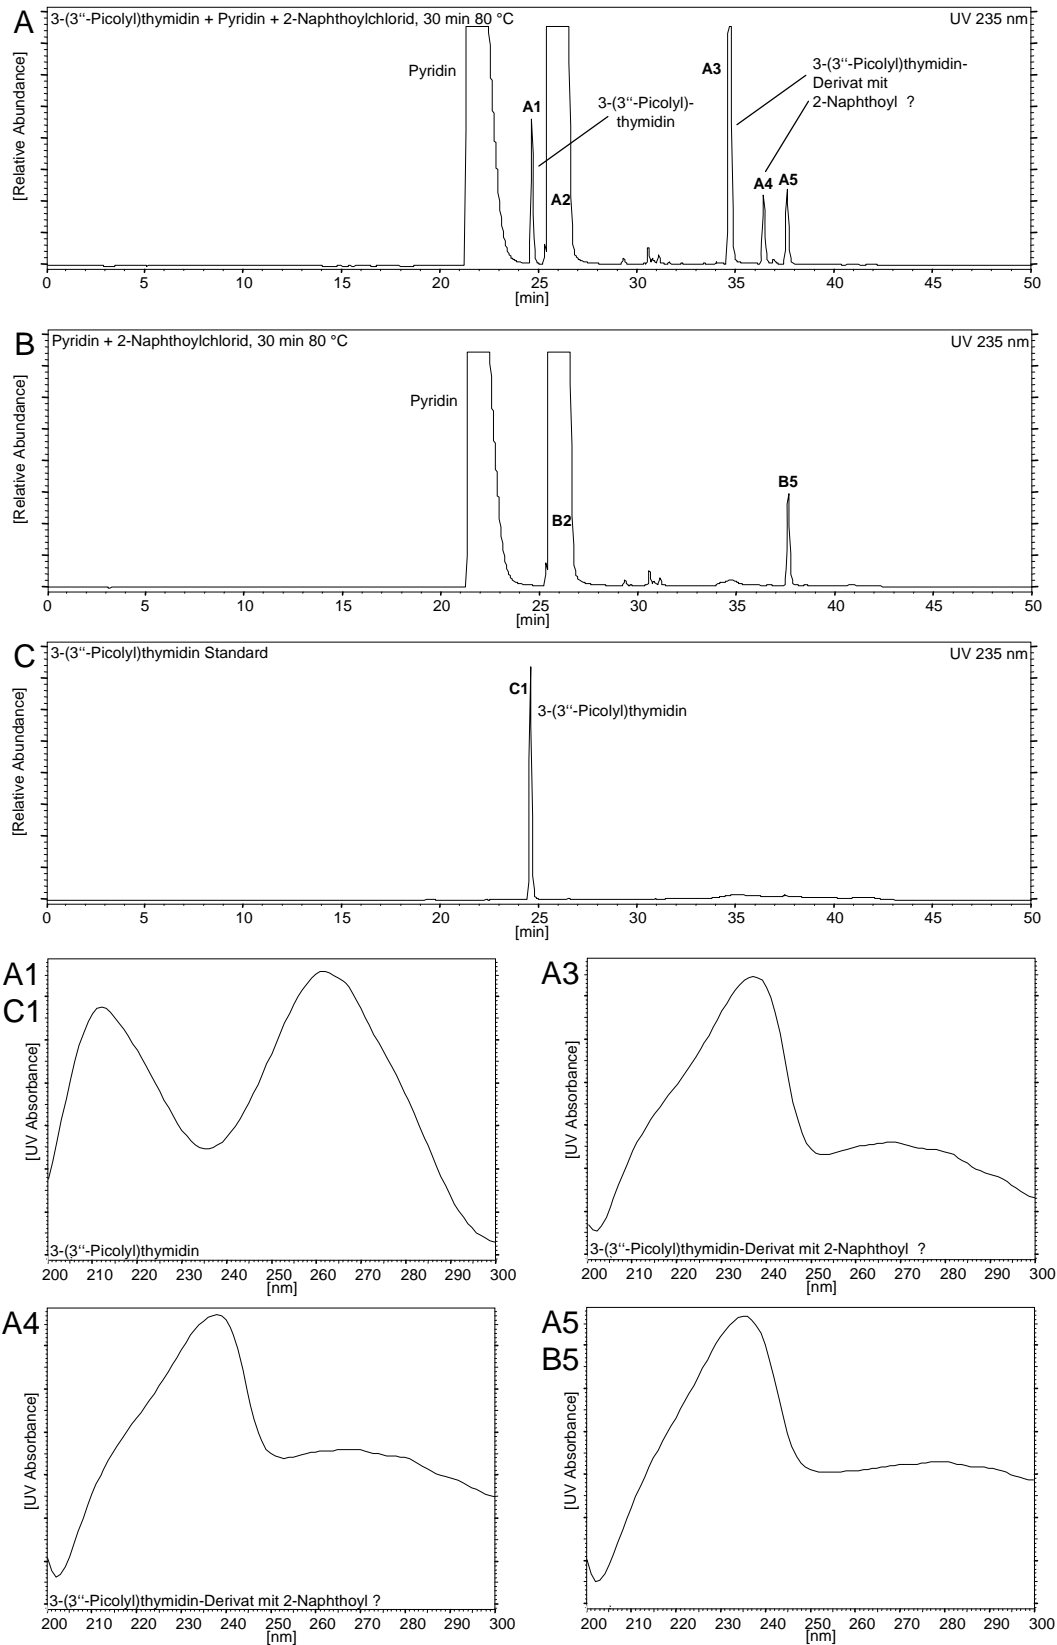 A
3-(3“-Picolyl)thymidin + Pyridin + 2-Naphthoylchlorid, 30 min 80 °C
UV 235 nm
[Relative Abundance]
Pyridin
A1
3-(3“-Picolyl)-
thymidin
A2
A3
3-(3“-Picolyl)thymidin-
Derivat mit
2-Naphthoyl ?
A4
A5
0 5 10 15 20 25 30 35 40 45 50
[min]
B
Pyridin + 2-Naphthoylchlorid, 30 min 80 °C
UV 235 nm
[Relative Abundance]
Pyridin
B2
B5
0 5 10 15 20 25 30 35 40 45 50
[min]
C
3-(3“-Picolyl)thymidin Standard
UV 235 nm
[Relative Abundance]
C1
3-(3“-Picolyl)thymidin
0 5 10 15 20 25 30 35 40 45 50
[min]
A1
C1
[UV Absorbance]
3-(3“-Picolyl)thymidin
200 210 220 230 240 250 260 270 280 290 300
[nm]
A3
[UV Absorbance]
3-(3“-Picolyl)thymidin-Derivat mit 2-Naphthoyl ?
200 210 220 230 240 250 260 270 280 290 300
[nm]
A4
[UV Absorbance]
3-(3“-Picolyl)thymidin-Derivat mit 2-Naphthoyl ?
200 210 220 230 240 250 260 270 280 290 300
[nm]
A5
B5
[UV Absorbance]
200 210 220 230 240 250 260 270 280 290 300
[nm]